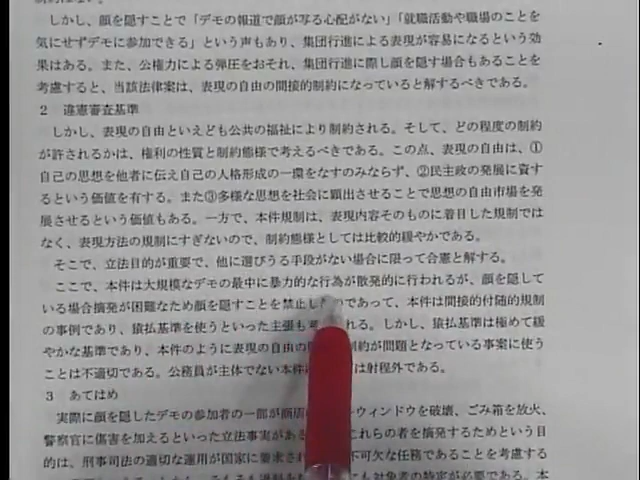 しかし、顔を隠すことで「デモの報道で顔が写る心配がない」「就職活動や職場のことを
気にせずデモに参加できる」という声もあり、集団行進による表現が容易になるという効
果はある。また、公権力による弾圧をおそれ、集団行進に際し顔を隠す場合もあることを
考慮すると、当該法律案は、表現の自由の間接的制約になっていると解するべきである。
2 違憲審査基準
しかし、表現の自由といえども公共の福祉により制約される。そして、どの程度の制約
が許されるかは、権利の性質と制約態様で考えるべきである。この点、表現の自由は、①
自己の思想を他者に伝え自己の人格形成の一環をなすのみならず、②民主政の発展に資す
るという価値を有する。また③多様な思想を社会に顕出させることで思想の自由市場を発
展させるという価値もある。一方で、本件規制は、表現内容そのものに着目した規制では
なく、表現方法の規制にすぎないので、制約態様としては比較的緩やかである。
そこで、立法目的が重要で、他に選びうる手段がない場合に限って合憲と解する。
ここで、本件は大規模なデモの最中に暴力的な行為が散発的に行われるが、顔を隠して
いる場合摘発が困難なため顔を隠すことを禁止し のであって、本件は間接的付随的規制
の事例であり、猿払基準を使うといった主張も れる。しかし、猿払基準は極めて緩
やかな基準であり、本件のように表現の自由の 制約が問題となっている事案に使う
ことは不適切である。公務員が主体でない本件 は射程外である。
3 あてはめ
実際に顔を隠したデモの参加者の一部が商店 ーウィンドウを破壊、ごみ箱を放火、
警察官に傷害を加えるといった立法事実がある これらの者を摘発するためという目
的は、刑事司法の適切な運用が国家に要求され 不可欠な任務であることを考慮する